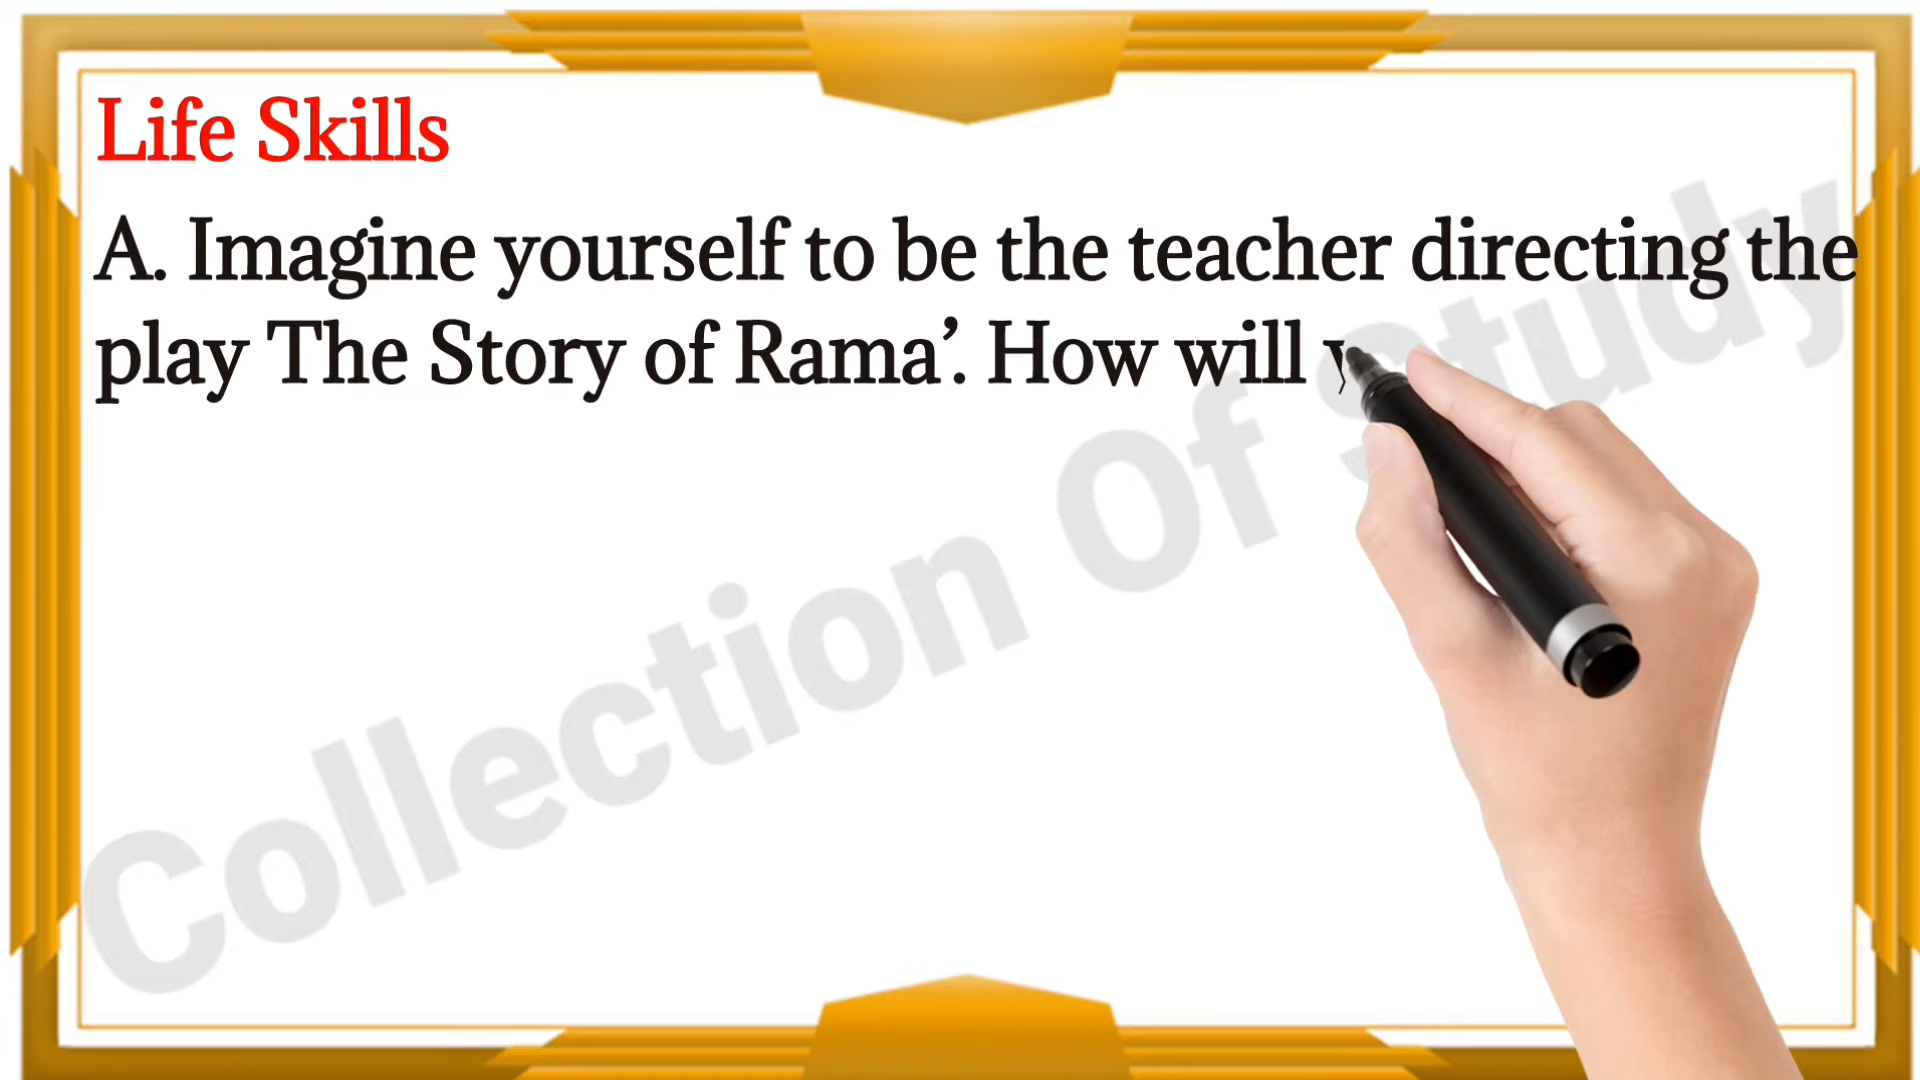 Life Skills
A. Imagine yourself to be the teacher directing the
play The Story of Rama’. How will
Collection Of Study